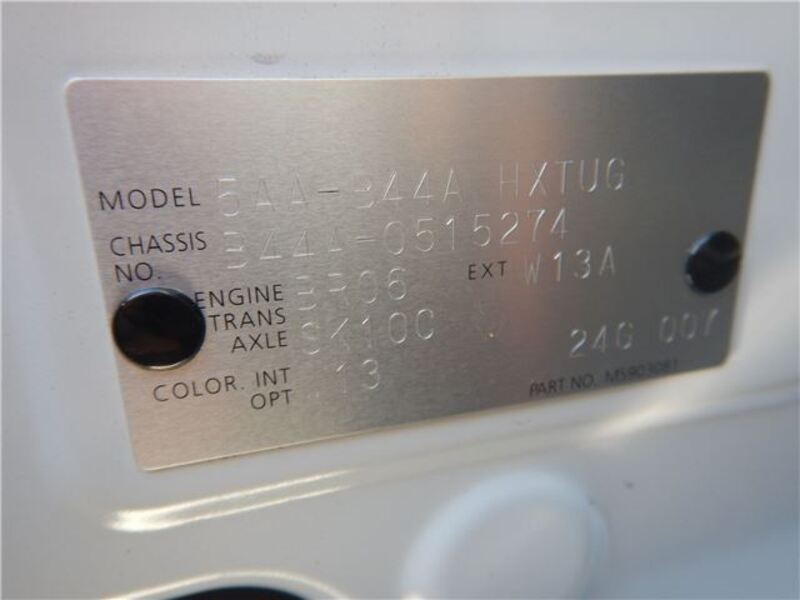 MODEL 5AA-B44A HXTUG
CHASSIS NO. B44A-0515274
ENGINE BR06 EXT W13A
TRANS AXLE
COLOR. INT 13
OPT 24G 007
PART NO. M5903081